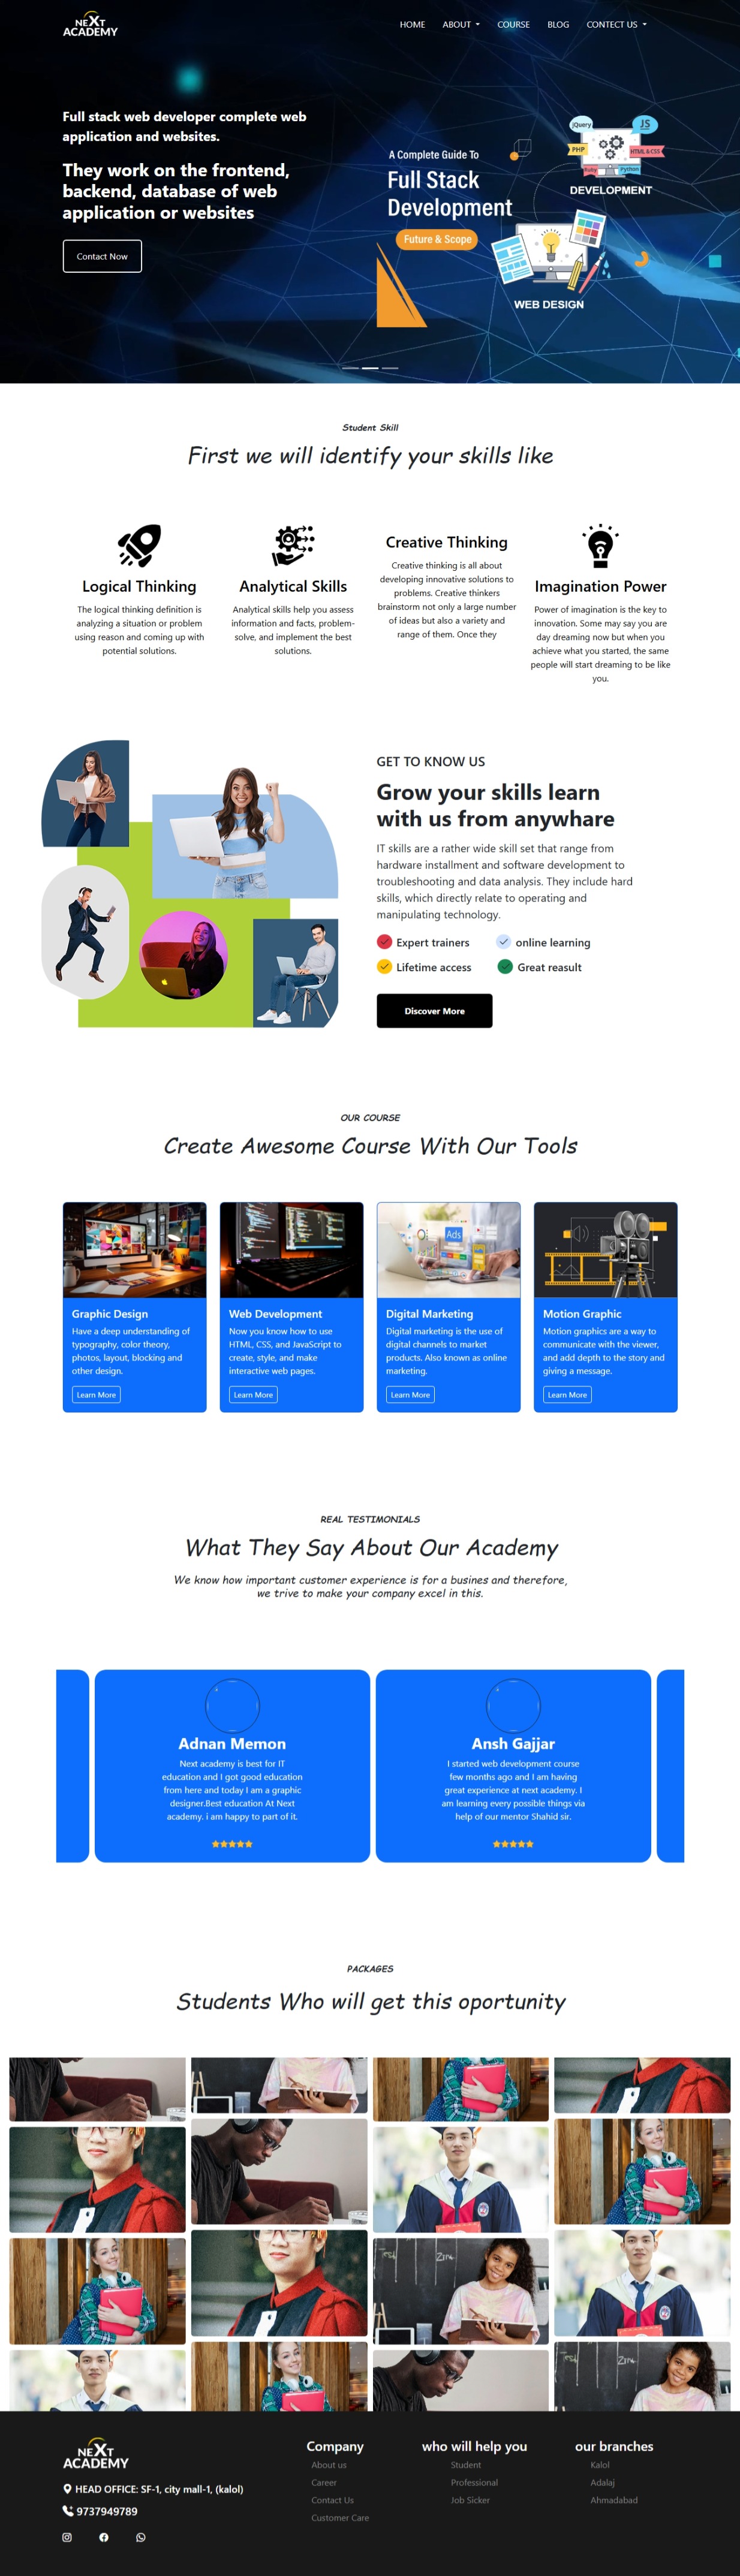 NEXT
ACADEMY
HOME
ABOUT
COURSE
BLOG
CONTECT US
Full stack web developer complete web
application and websites.
They work on the frontend,
backend, database of web
application or websites
Contact Now
A Complete Guide To
Full Stack
Development
Future & Scope
jQuery
JS
PHP
HTML & CSS
Ruby
Python
DEVELOPMENT
WEB DESIGN
Student Skill
First we will identify your skills like
Logical Thinking
The logical thinking definition is
analyzing a situation or problem
using reason and coming up with
potential solutions.
Analytical Skills
Analytical skills help you assess
information and facts, problem-
solve, and implement the best
solutions.
Creative Thinking
Creative thinking is all about
developing innovative solutions to
problems. Creative thinkers
brainstorm not only a large number
of ideas but also a variety and
range of them. Once they
Imagination Power
Power of imagination is the key to
innovation. Some may say you are
day dreaming now but when you
achieve what you started, the same
people will start dreaming to be like
you.
GET TO KNOW US
Grow your skills learn
with us from anywhare
IT skills are a rather wide skill set that range from
hardware installment and software development to
troubleshooting and data analysis. They include hard
skills, which directly relate to operating and
manipulating technology.
Expert trainers
online learning
Lifetime access
Great reasult
Discover More
OUR COURSE
Create Awesome Course With Our Tools
Ads
Graphic Design
Have a deep understanding of
typography, color theory,
photos, layout, blocking and
other design.
Learn More
Web Development
Now you know how to use
HTML, CSS, and JavaScript to
create, style, and make
interactive web pages.
Learn More
Digital Marketing
Digital marketing is the use of
digital channels to market
products. Also known as online
marketing.
Learn More
Motion Graphic
Motion graphics are a way to
communicate with the viewer,
and add depth to the story and
giving a message.
Learn More
REAL TESTIMONIALS
What They Say About Our Academy
We know how important customer experience is for a busines and therefore,
we trive to make your company excel in this.
Adnan Memon
Next academy is best for IT
education and I got good education
from here and today I am a graphic
designer.Best education At Next
academy. i am happy to part of it.
Ansh Gajjar
I started web development course
few months ago and I am having
great experience at next academy. I
am learning every possible things via
help of our mentor Shahid sir.
PACKAGES
Students Who will get this oportunity
NEXT
ACADEMY
HEAD OFFICE: SF-1, city mall-1, (kalol)
9737949789
Company
About us
Career
Contact Us
Customer Care
who will help you
Student
Professional
Job Sicker
our branches
Kalol
Adalaj
Ahmadabad